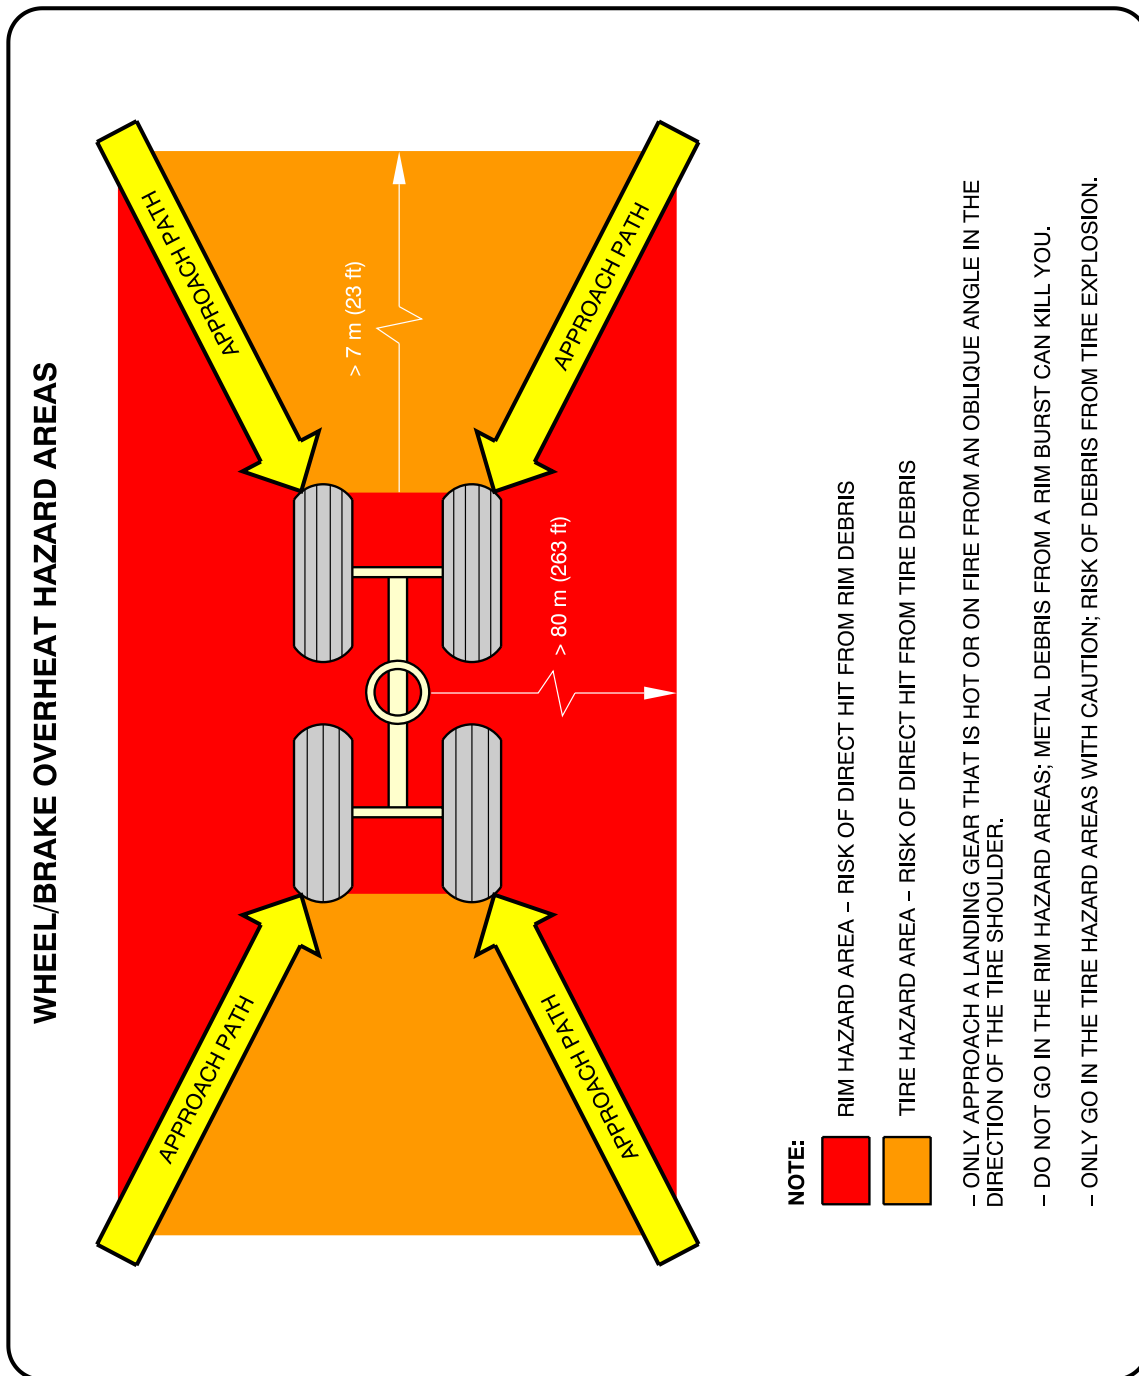 WHEEL/BRAKE OVERHEAT HAZARD AREAS
APPROACH PATH
APPROACH PATH
> 7 m (23 ft)
> 80 m (263 ft)
APPROACH PATH
APPROACH PATH
NOTE:
RIM HAZARD AREA – RISK OF DIRECT HIT FROM RIM DEBRIS
TIRE HAZARD AREA – RISK OF DIRECT HIT FROM TIRE DEBRIS
– ONLY APPROACH A LANDING GEAR THAT IS HOT OR ON FIRE FROM AN OBLIQUE ANGLE IN THE
DIRECTION OF THE TIRE SHOULDER.
– DO NOT GO IN THE RIM HAZARD AREAS; METAL DEBRIS FROM A RIM BURST CAN KILL YOU.
– ONLY GO IN THE TIRE HAZARD AREAS WITH CAUTION; RISK OF DEBRIS FROM TIRE EXPLOSION.